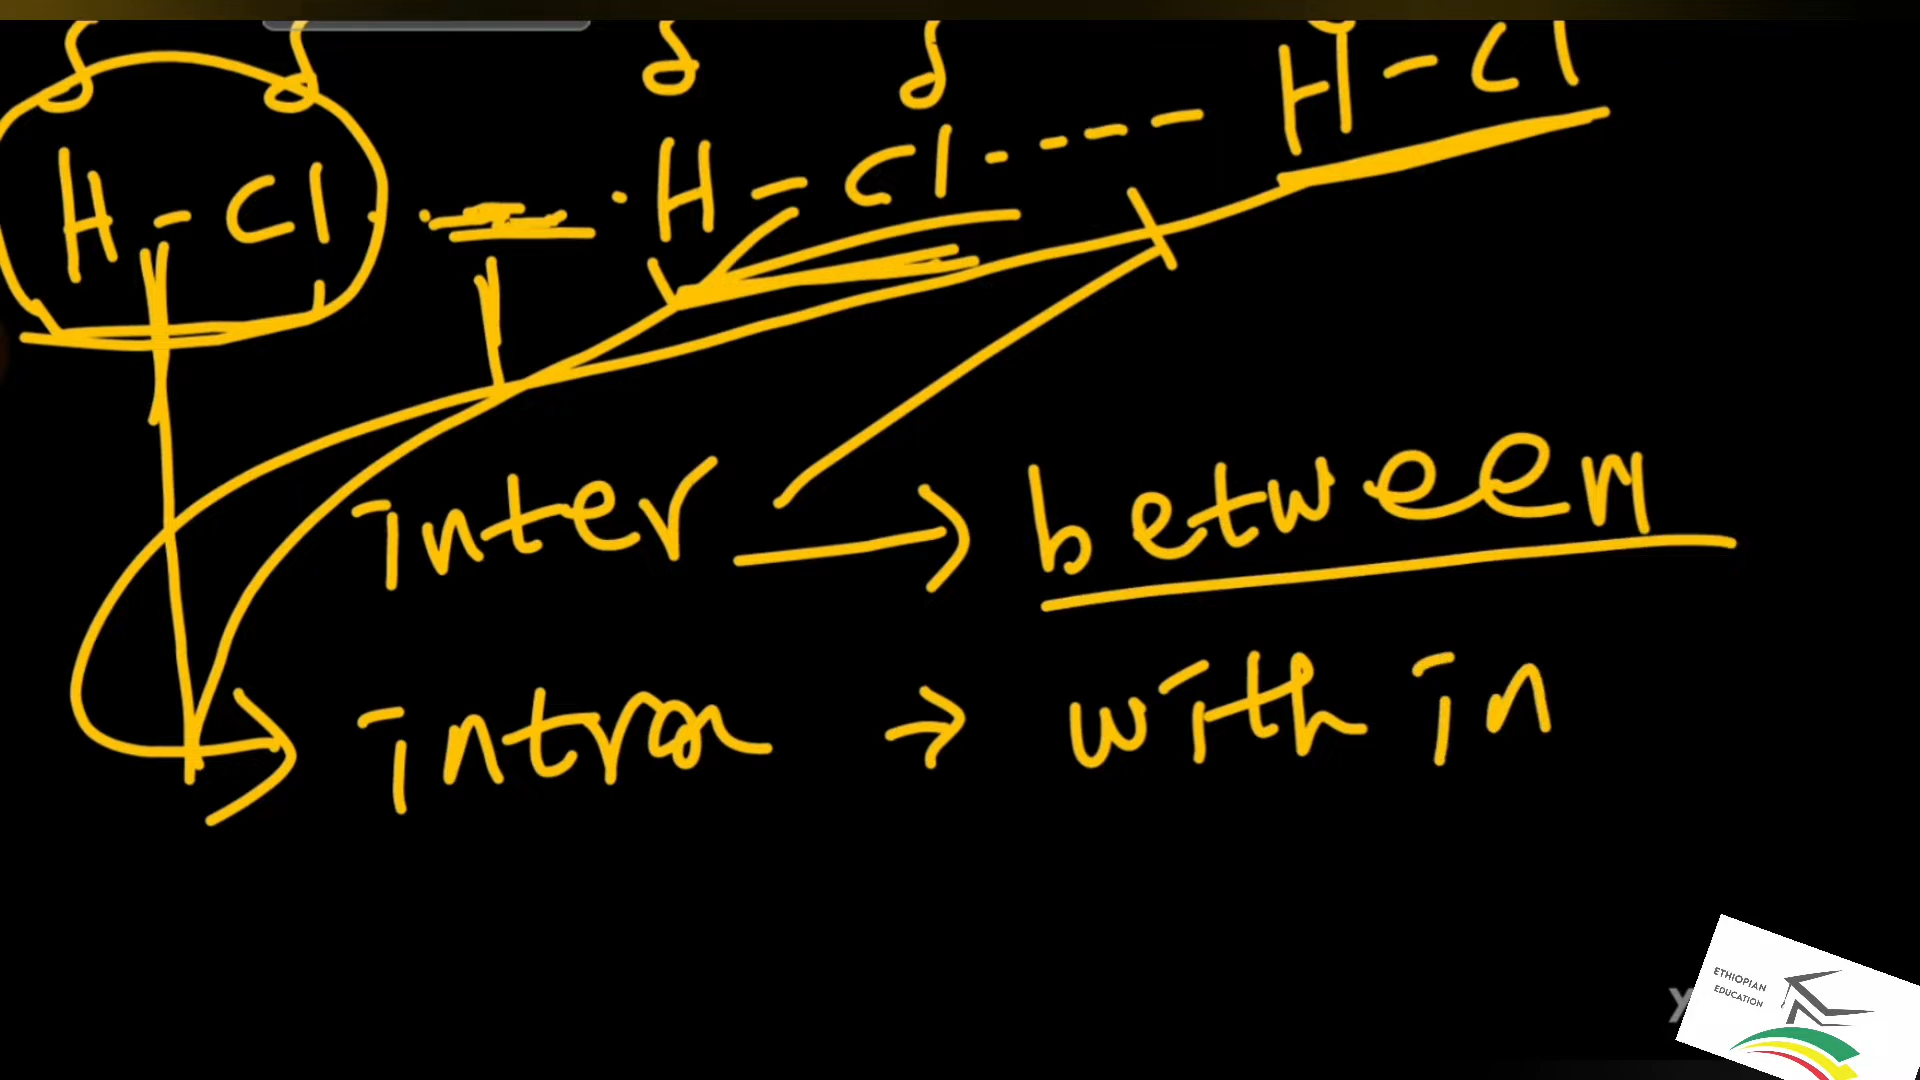 δ δ δ δ
H - Cl ---- · H - Cl ---- H - Cl
inter → between
intra → with in
ETHIOPIAN
EDUCATION